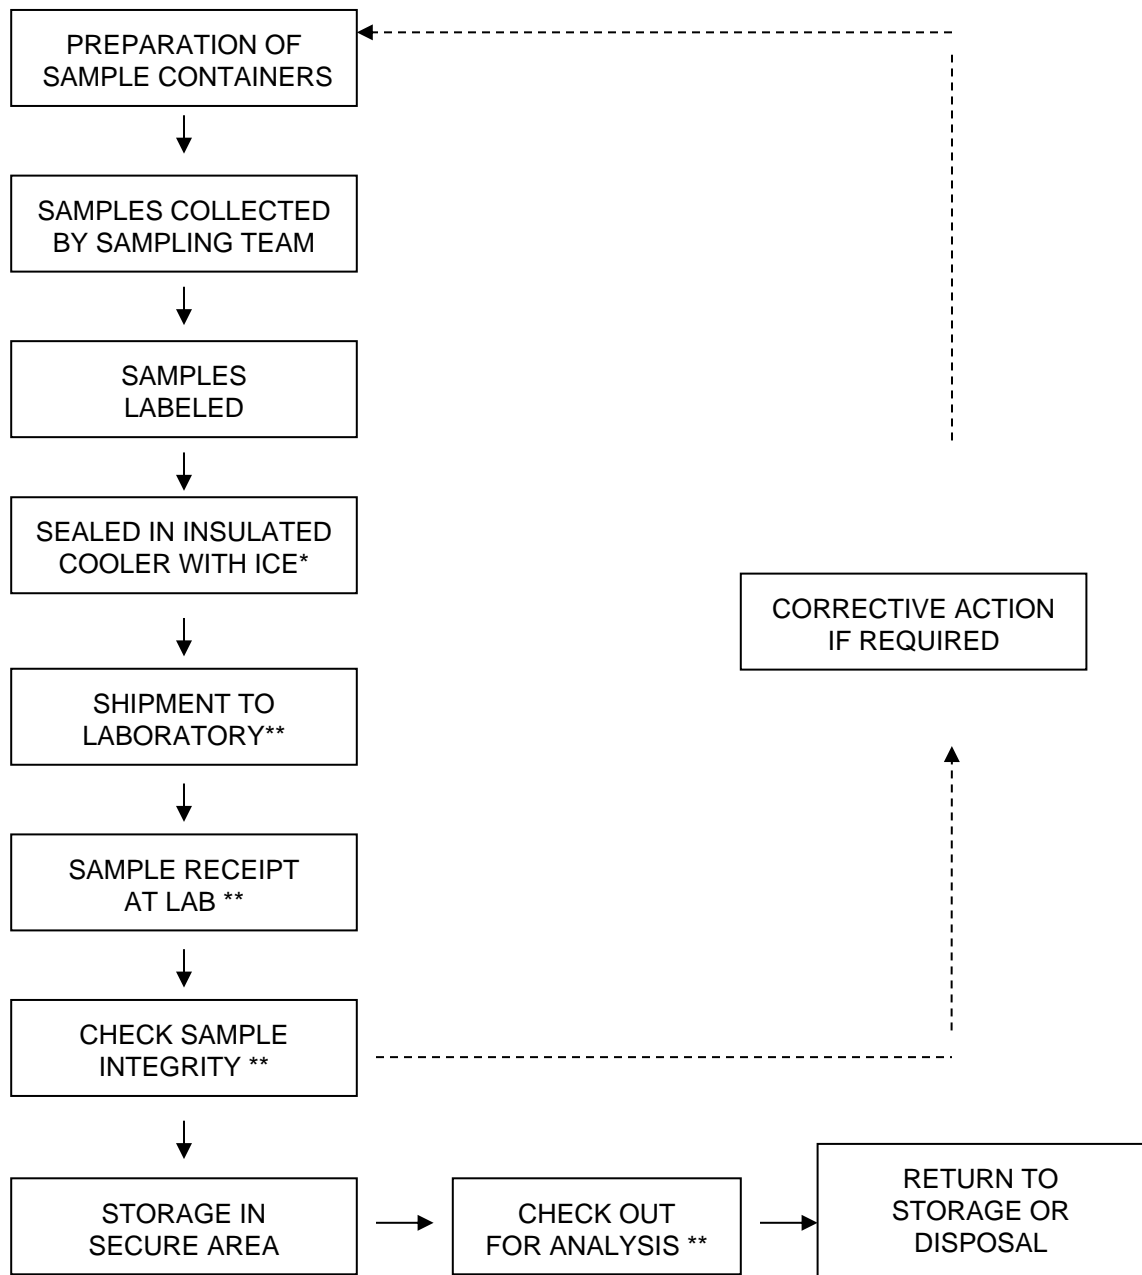 PREPARATION OF
SAMPLE CONTAINERS
SAMPLES COLLECTED
BY SAMPLING TEAM
SAMPLES
LABELED
SEALED IN INSULATED
COOLER WITH ICE*
CORRECTIVE ACTION
IF REQUIRED
SHIPMENT TO
LABORATORY**
SAMPLE RECEIPT
AT LAB **
CHECK SAMPLE
INTEGRITY **
STORAGE IN
SECURE AREA
CHECK OUT
FOR ANALYSIS **
RETURN TO
STORAGE OR
DISPOSAL